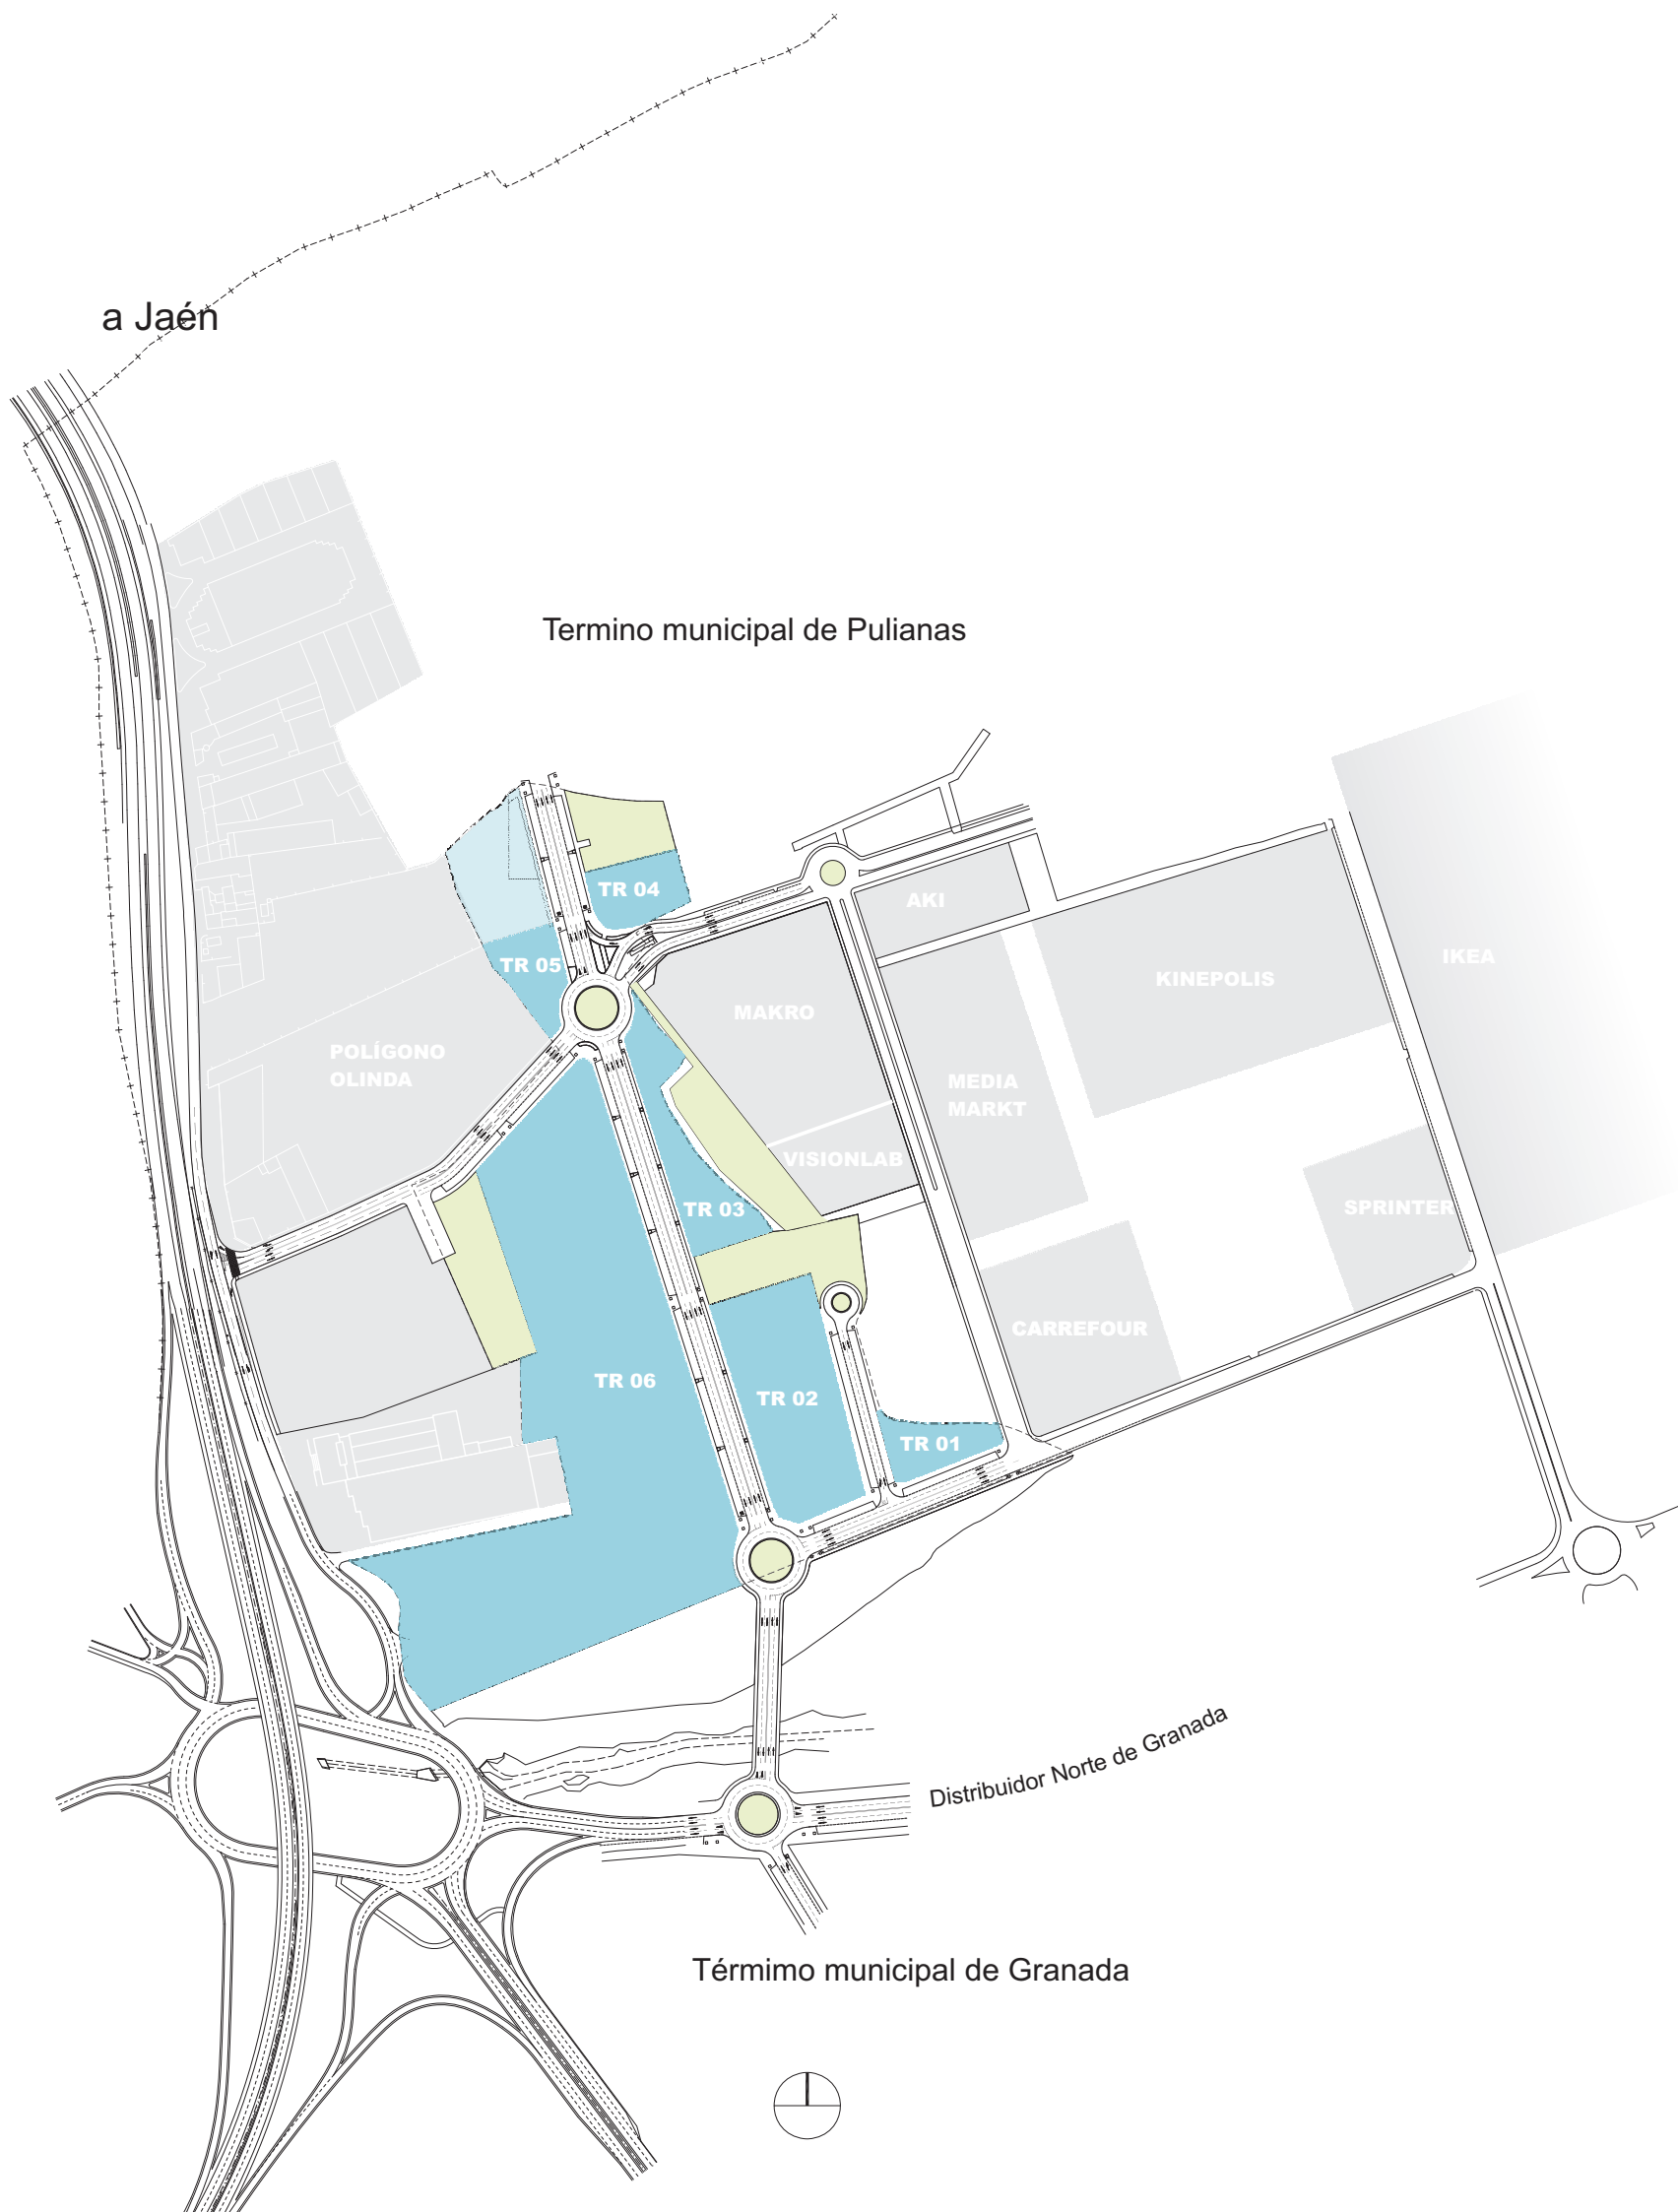 a Jaén
Termino municipal de Pulianas
TR 04
AKI
TR 05
IKEA
KINEPOLIS
MAKRO
POLÍGONO
OLINDA
MEDIA
MARKT
VISIONLAB
TR 03
SPRINTER
CARREFOUR
TR 06
TR 02
TR 01
Distribuidor Norte de Granada
Térmimo municipal de Granada